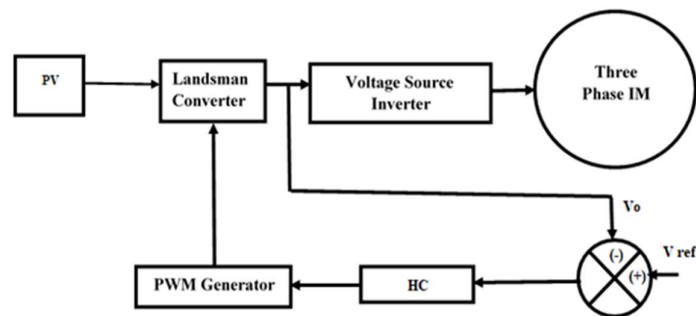 PV
Landsman
Converter
Voltage Source
Inverter
Three
Phase IM
Vo
(-)
(+)
V ref
PWM Generator
HC